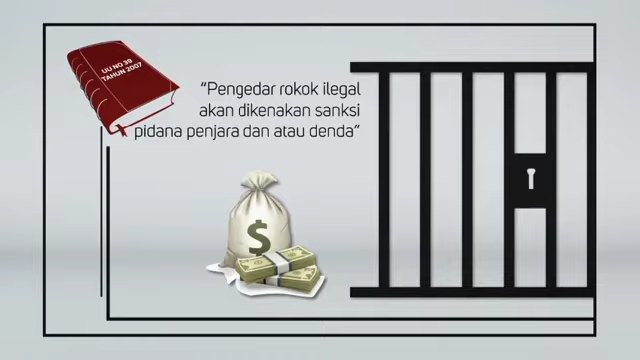 UU NO 39
TAHUN 2007
“Pengedar rokok ilegal
akan dikenakan sanksi
pidana penjara dan atau denda”
$